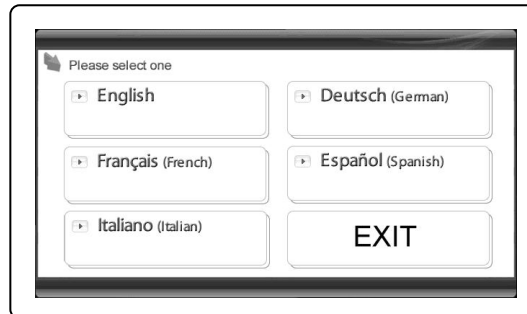 Please select one
English
Deutsch (German)
Français (French)
Español (Spanish)
Italiano (Italian)
EXIT